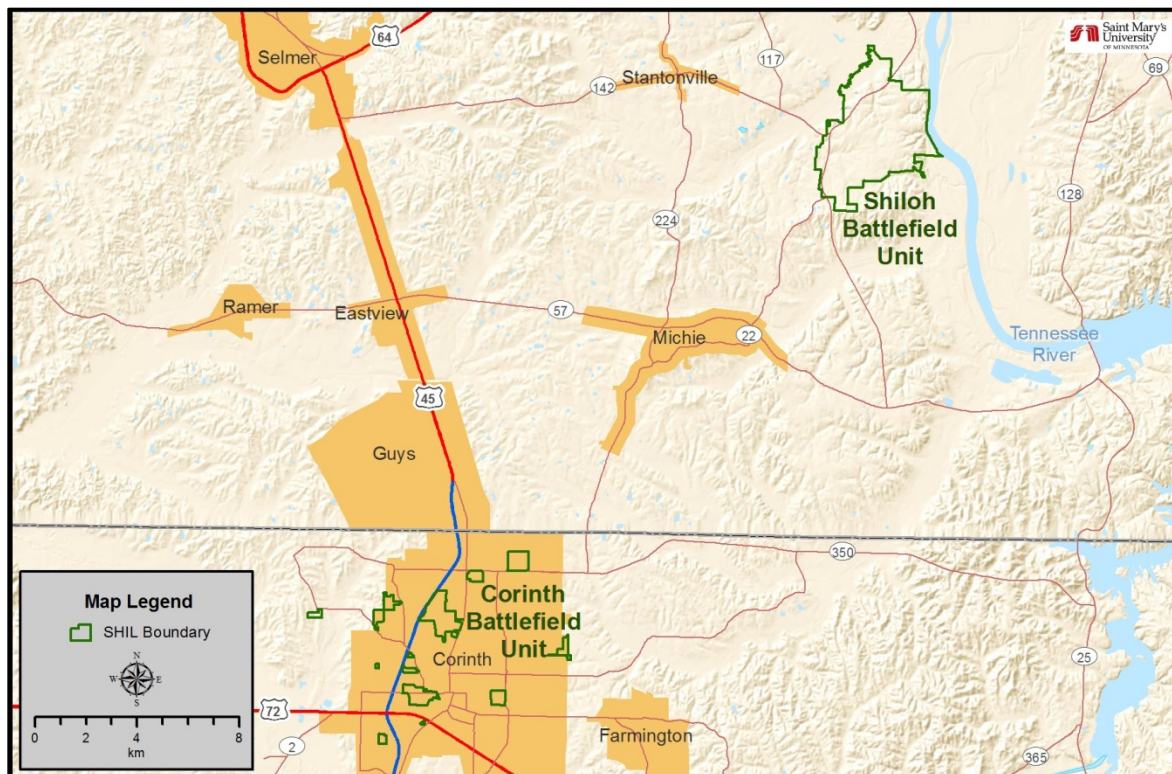 Saint Mary's
University
OF MINNESOTA
64
Selmer
117
69
Stantonville
142
128
Shiloh
Battlefield
Unit
224
Ramer
Eastview
57
Michie
22
Tennessee
River
45
Guys
350
Map Legend
SHIL Boundary
N
W
E
S
0
2
4
8
km
Corinth
Battlefield
Unit
Corinth
25
72
2
Farmington
365